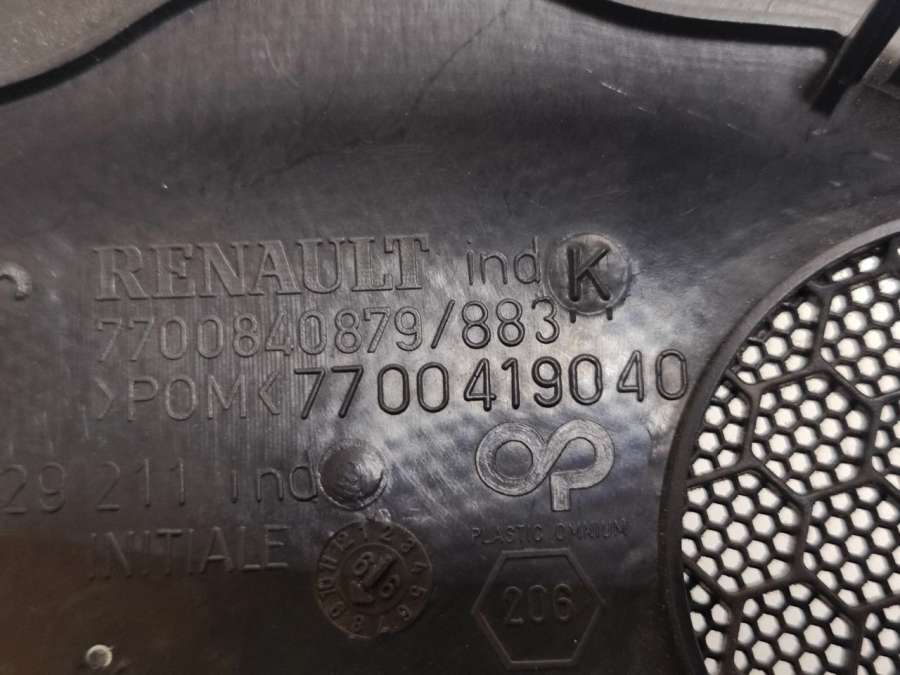 RENAULT ind K
7700840879/883
>POM< 7700419040
29 211 ind
INITIALE
PLASTIC OMNIUM
206